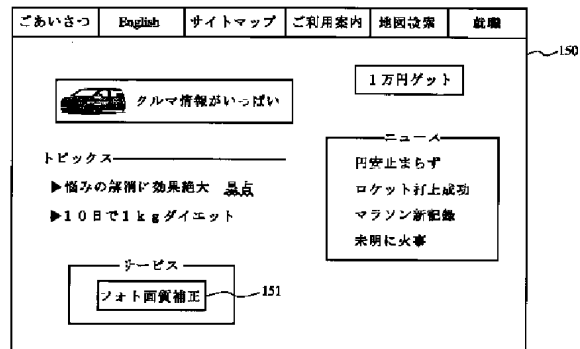 ごあいさつ English サイトマップ ご利用案内 地図検索 就職
150
1万円ゲット
クルマ情報がいっぱい
ニュース
円安止まらず
ロケット打上成功
マラソン新記録
未明に火事
トピックス
▶悩みの解消に効果絶大
▶10日で1kgダイエット
サービス
フォト画質補正
151